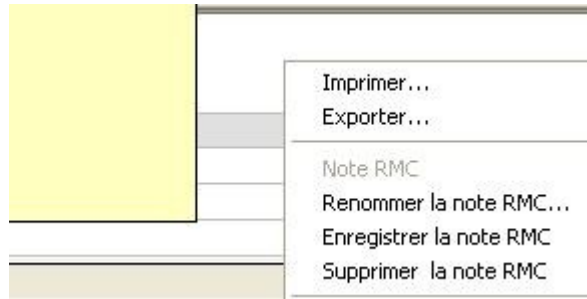 Imprimer...
Exporter...
Note RMC
Renommer la note RMC...
Enregistrer la note RMC
Supprimer  la note RMC